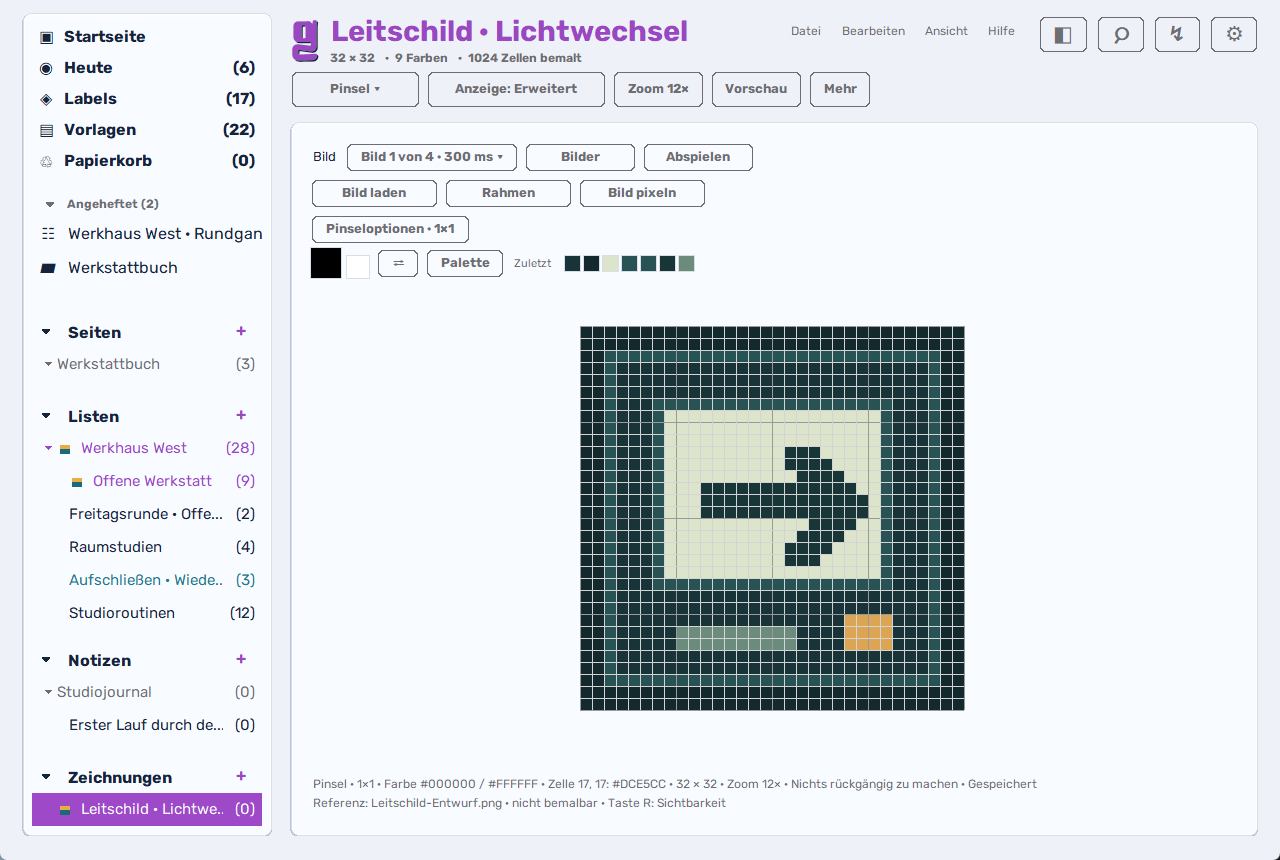 Startseite
Heute (6)
Labels (17)
Vorlagen (22)
Papierkorb (0)
Angeheftet (2)
Werkhaus West • Rundgan
Werkstattbuch
Seiten +
Werkstattbuch (3)
Listen +
Werkhaus West (28)
Offene Werkstatt (9)
Freitagsrunde • Offe... (2)
Raumstudien (4)
Aufschließen • Wiede.. (3)
Studioroutinen (12)
Notizen +
Studiojournal (0)
Erster Lauf durch de... (0)
Zeichnungen +
Leitschild • Lichtwe.. (0)
g Leitschild • Lichtwechsel
32 × 32 • 9 Farben • 1024 Zellen bemalt
Datei Bearbeiten Ansicht Hilfe
Pinsel ▾ Anzeige: Erweitert Zoom 12× Vorschau Mehr
Bild Bild 1 von 4 • 300 ms ▾ Bilder Abspielen
Bild laden Rahmen Bild pixeln
Pinseloptionen • 1×1
⇄ Palette Zuletzt
Pinsel • 1×1 • Farbe #000000 / #FFFFFF • Zelle 17, 17: #DCE5CC • 32 × 32 • Zoom 12× • Nichts rückgängig zu machen • Gespeichert
Referenz: Leitschild-Entwurf.png • nicht bemalbar • Taste R: Sichtbarkeit